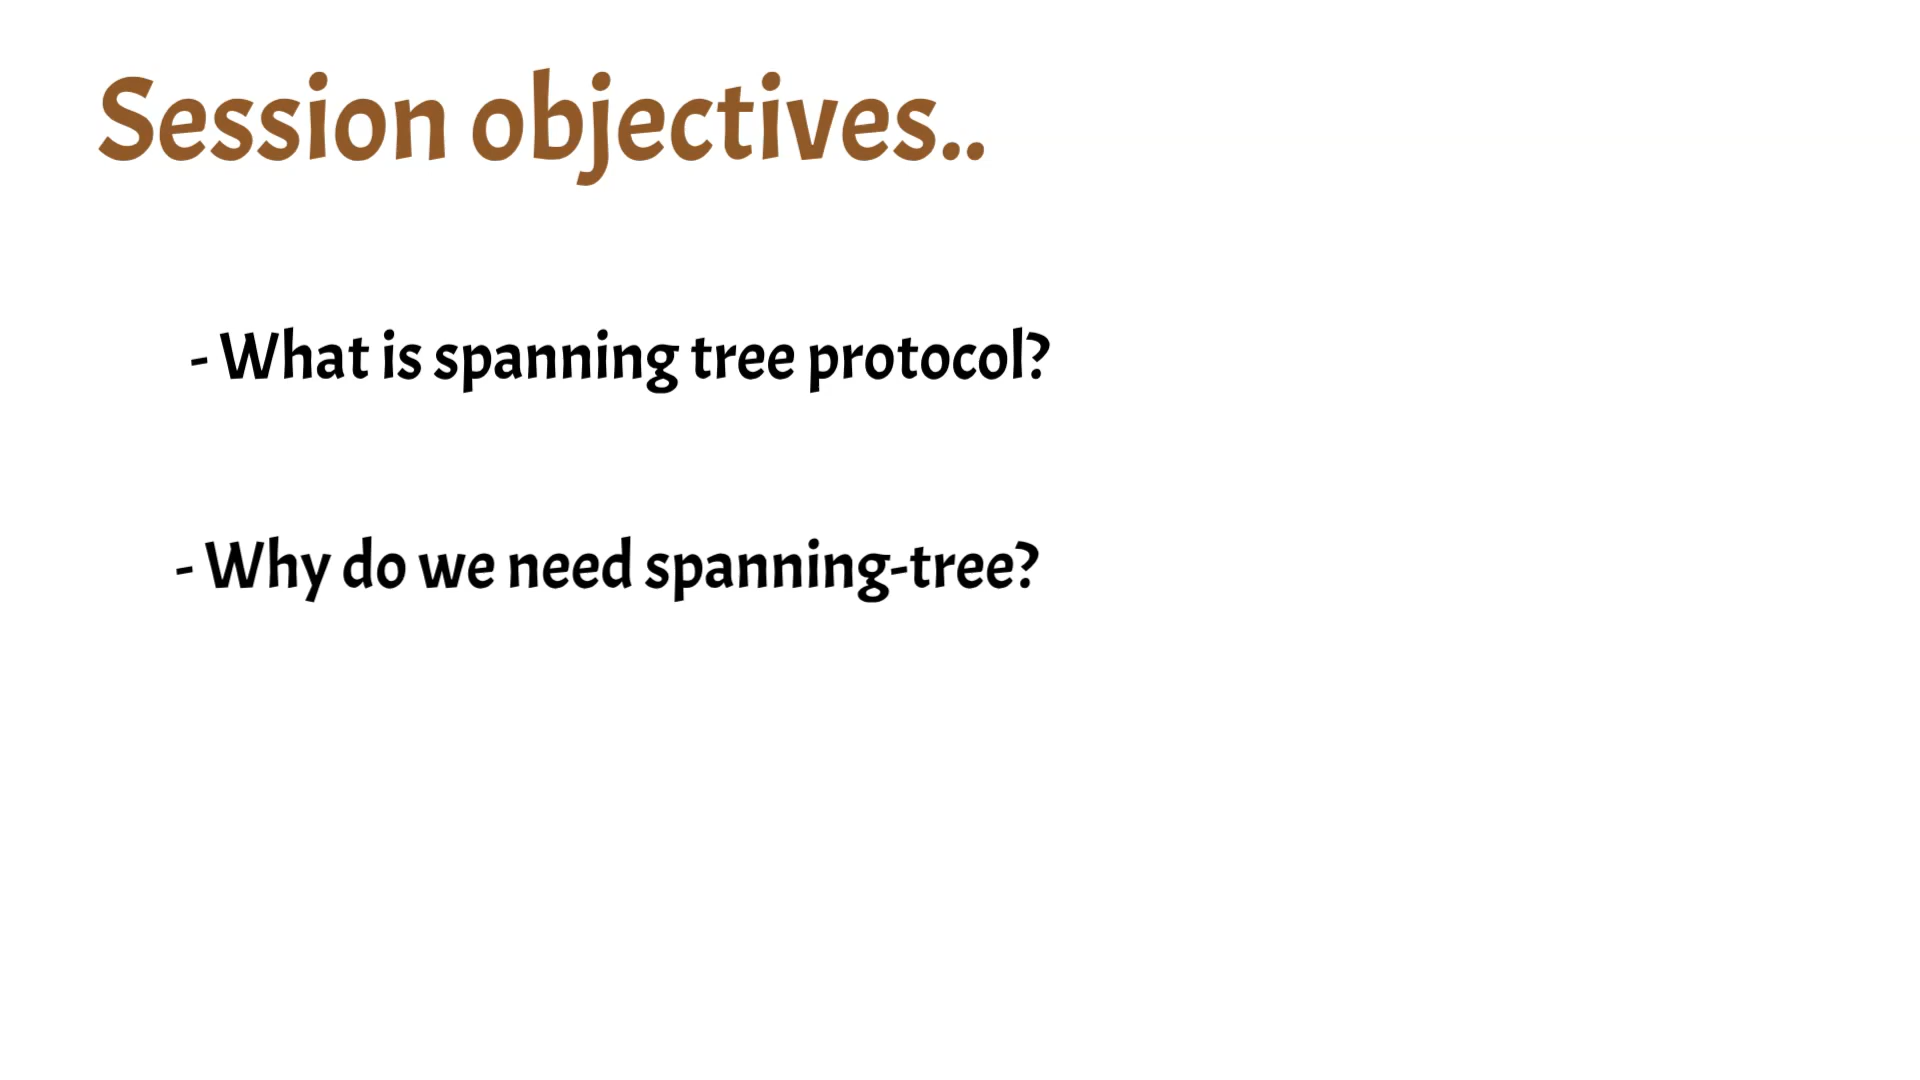 Session objectives..
- What is spanning tree protocol?
- Why do we need spanning-tree?